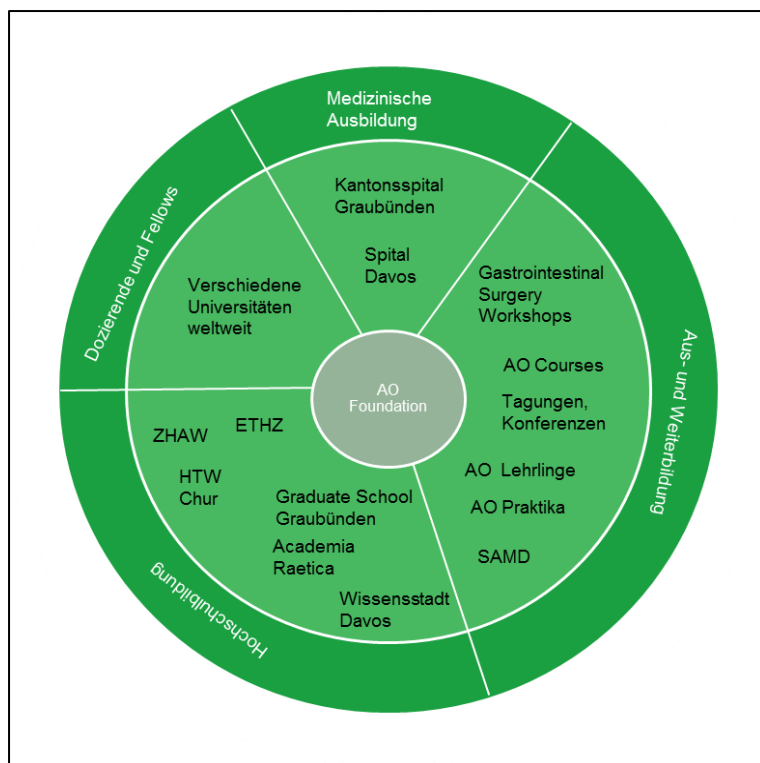 Medizinische
Ausbildung
Kantonsspital
Graubünden
Spital
Davos
Dozierende und Fellows
Verschiedene
Universitäten
weltweit
Gastrointestinal
Surgery
Workshops
AO Courses
Tagungen,
Konferenzen
AO Lehrlinge
AO Praktika
SAMD
Aus- und Weiterbildung
AO
Foundation
ZHAW
ETHZ
HTW
Chur
Graduate School
Graubünden
Academia
Raetica
Wissensstadt
Davos
Hochschulbildung